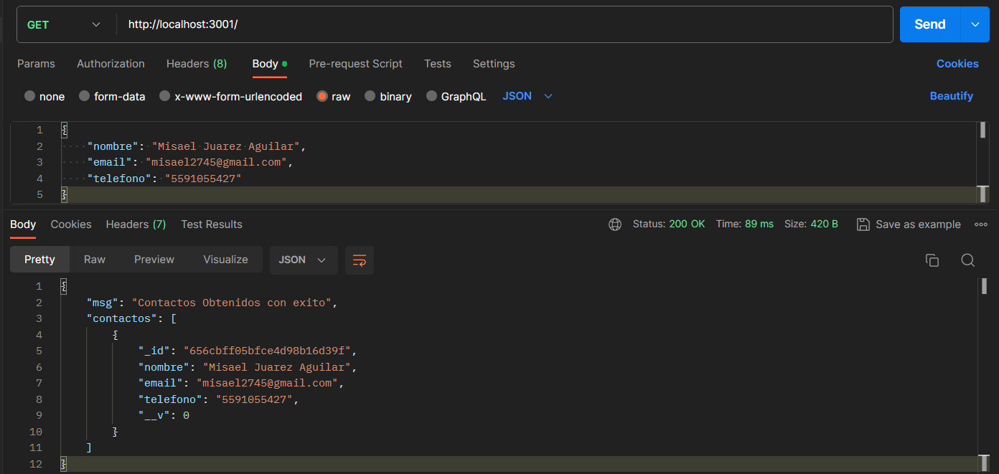 GET http://localhost:3001/ Send
Params Authorization Headers (8) Body Pre-request Script Tests Settings Cookies
none form-data x-www-form-urlencoded raw binary GraphQL JSON Beautify
1 {
2 "nombre": "Misael Juarez Aguilar",
3 "email": "misael2745@gmail.com",
4 "telefono": "5591055427"
5 }
Body Cookies Headers (7) Test Results Status: 200 OK Time: 89 ms Size: 420 B Save as example
Pretty Raw Preview Visualize JSON
1 {
2 "msg": "Contactos Obtenidos con exito",
3 "contactos": [
4 {
5 "_id": "656cbff05bfce4d98b16d39f",
6 "nombre": "Misael Juarez Aguilar",
7 "email": "misael2745@gmail.com",
8 "telefono": "5591055427",
9 "__v": 0
10 }
11 ]
12 }